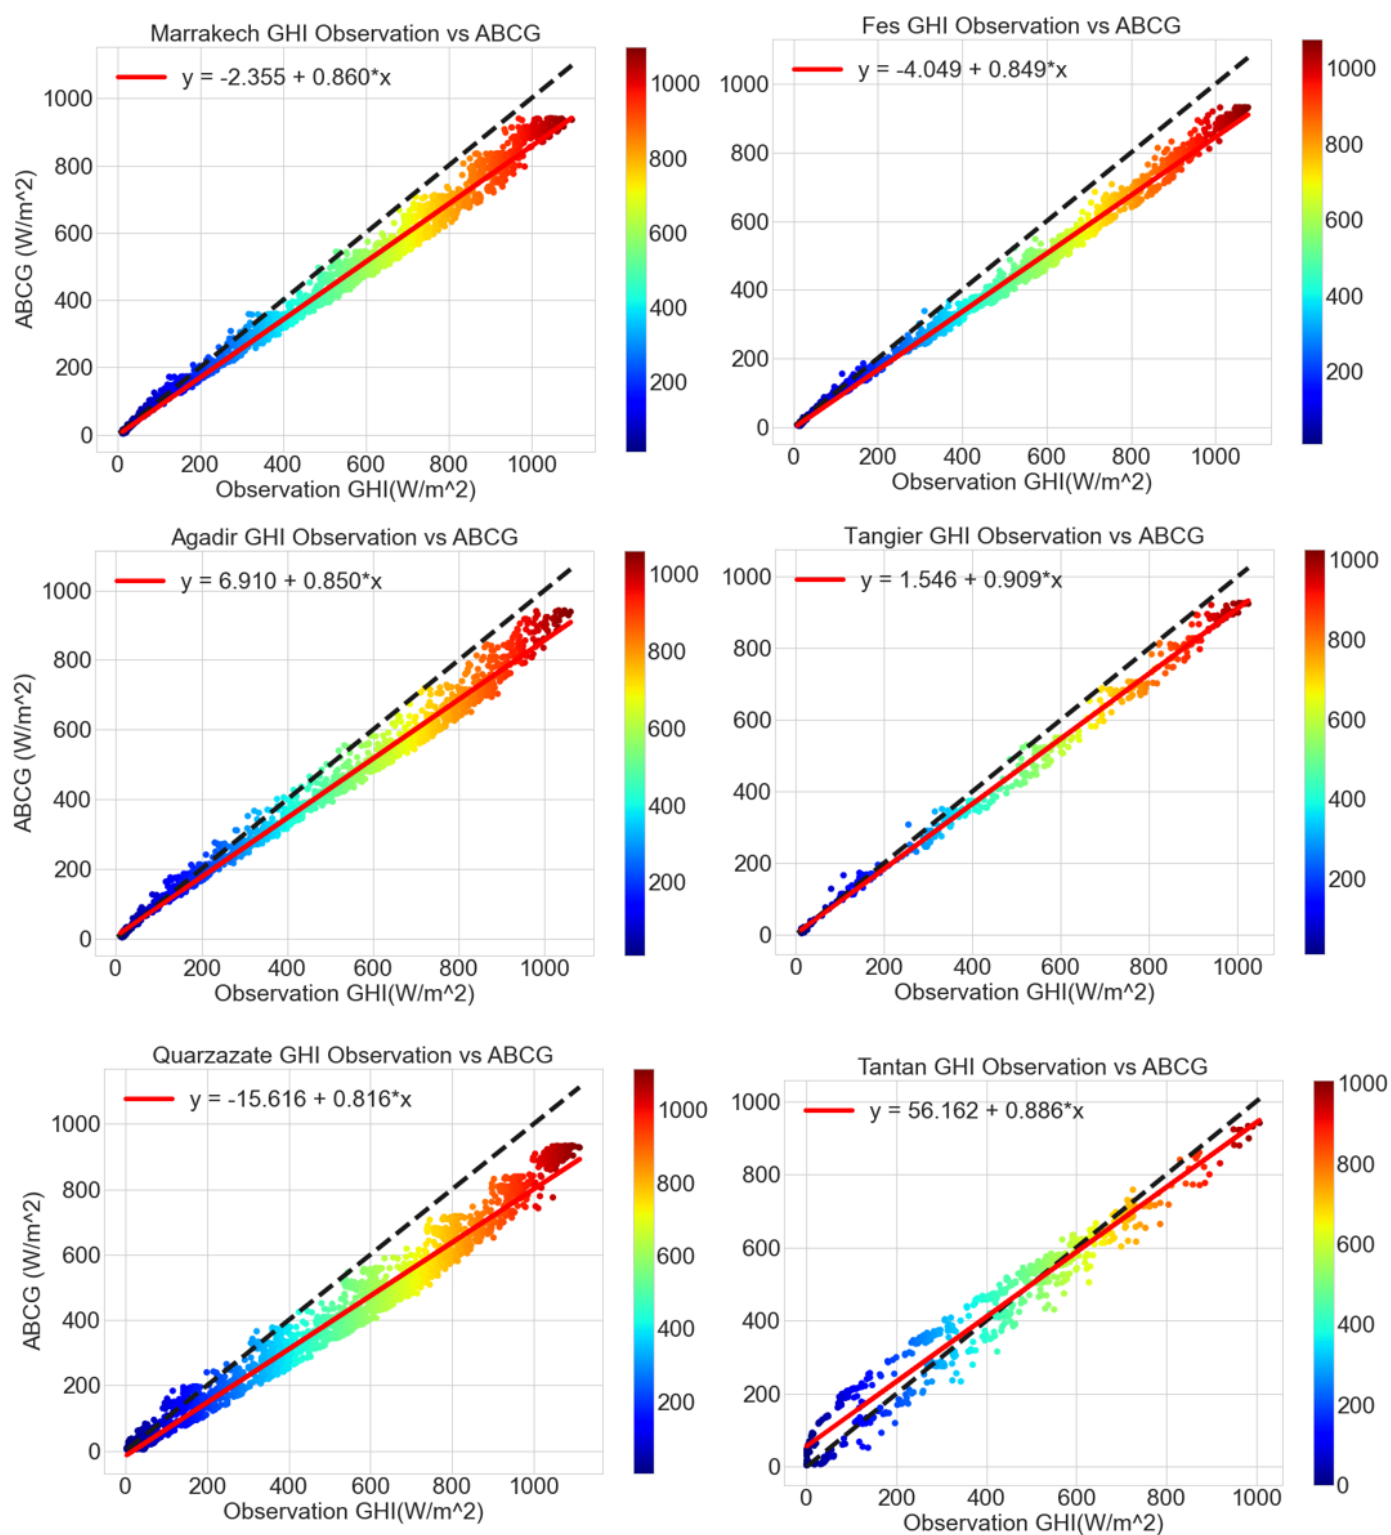 Marrakech GHI Observation vs ABCG
y = -2.355 + 0.860*x
ABCG (W/m^2)
1000
800
600
400
200
0
0 200 400 600 800 1000
Observation GHI(W/m^2)
1000
800
600
400
200
Fes GHI Observation vs ABCG
y = -4.049 + 0.849*x
1000
800
600
400
200
0
0 200 400 600 800 1000
Observation GHI(W/m^2)
1000
800
600
400
200
Agadir GHI Observation vs ABCG
y = 6.910 + 0.850*x
ABCG (W/m^2)
1000
800
600
400
200
0
0 200 400 600 800 1000
Observation GHI(W/m^2)
1000
800
600
400
200
Tangier GHI Observation vs ABCG
y = 1.546 + 0.909*x
1000
800
600
400
200
0
0 200 400 600 800 1000
Observation GHI(W/m^2)
1000
800
600
400
200
Quarzazate GHI Observation vs ABCG
y = -15.616 + 0.816*x
ABCG (W/m^2)
1000
800
600
400
200
0
0 200 400 600 800 1000
Observation GHI(W/m^2)
1000
800
600
400
200
Tantan GHI Observation vs ABCG
y = 56.162 + 0.886*x
1000
800
600
400
200
0
0 200 400 600 800 1000
Observation GHI(W/m^2)
1000
800
600
400
200
0